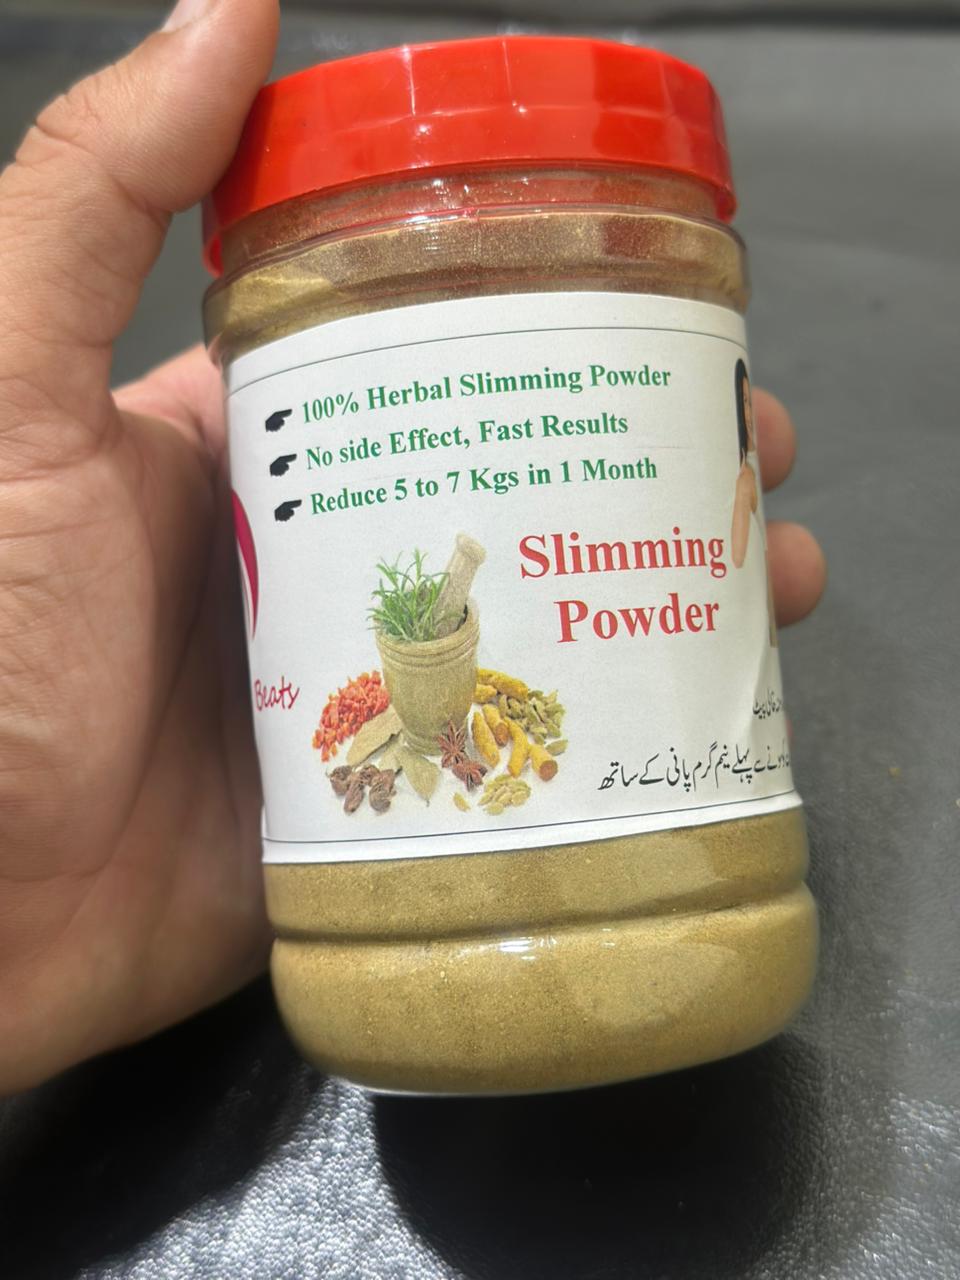 100% Herbal Slimming Powder
No side Effect, Fast Results
Reduce 5 to 7 Kgs in 1 Month
Slimming
Powder
Beats
پہلے نیم گرم پانی کے ساتھ